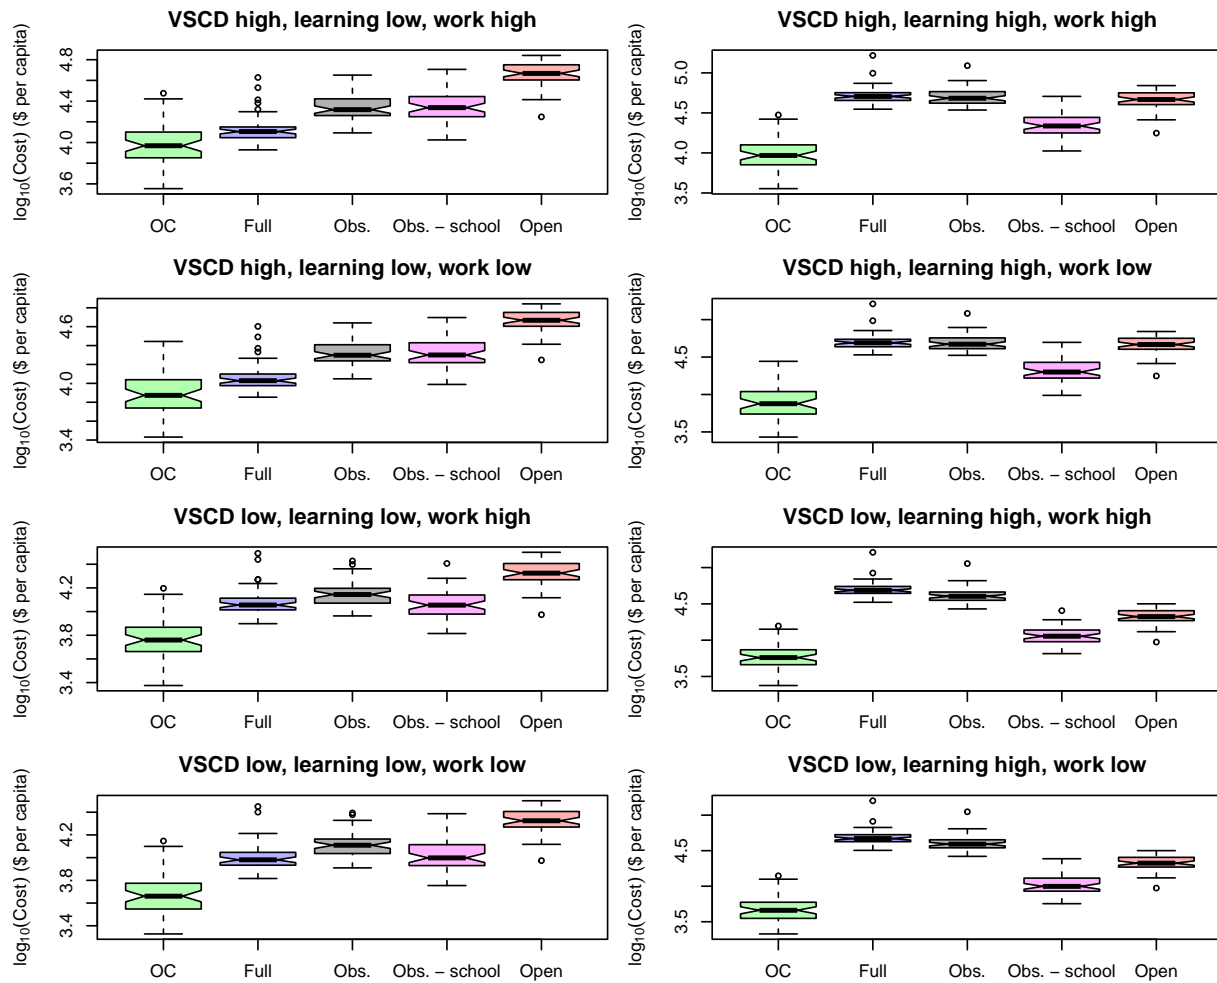 VSCD high, learning low, work high
log10(Cost) ($ per capita)
3.6 4.0 4.4 4.8
OC Full Obs. Obs. − school Open
VSCD high, learning high, work high
log10(Cost) ($ per capita)
3.5 4.0 4.5 5.0
OC Full Obs. Obs. − school Open
VSCD high, learning low, work low
log10(Cost) ($ per capita)
3.4 4.0 4.6
OC Full Obs. Obs. − school Open
VSCD high, learning high, work low
log10(Cost) ($ per capita)
3.5 4.5
OC Full Obs. Obs. − school Open
VSCD low, learning low, work high
log10(Cost) ($ per capita)
3.4 3.8 4.2
OC Full Obs. Obs. − school Open
VSCD low, learning high, work high
log10(Cost) ($ per capita)
3.5 4.5
OC Full Obs. Obs. − school Open
VSCD low, learning low, work low
log10(Cost) ($ per capita)
3.4 3.8 4.2
OC Full Obs. Obs. − school Open
VSCD low, learning high, work low
log10(Cost) ($ per capita)
3.5 4.5
OC Full Obs. Obs. − school Open